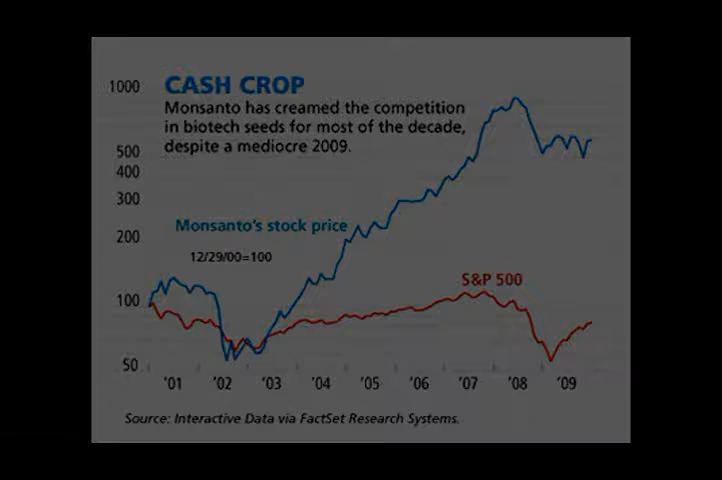 1000
CASH CROP
Monsanto has creamed the competition
in biotech seeds for most of the decade,
despite a mediocre 2009.
500
400
300
Monsanto's stock price
200
12/29/00=100
S&P 500
100
50
'01 '02 '03 '04 '05 '06 '07 '08 '09
Source: Interactive Data via FactSet Research Systems.